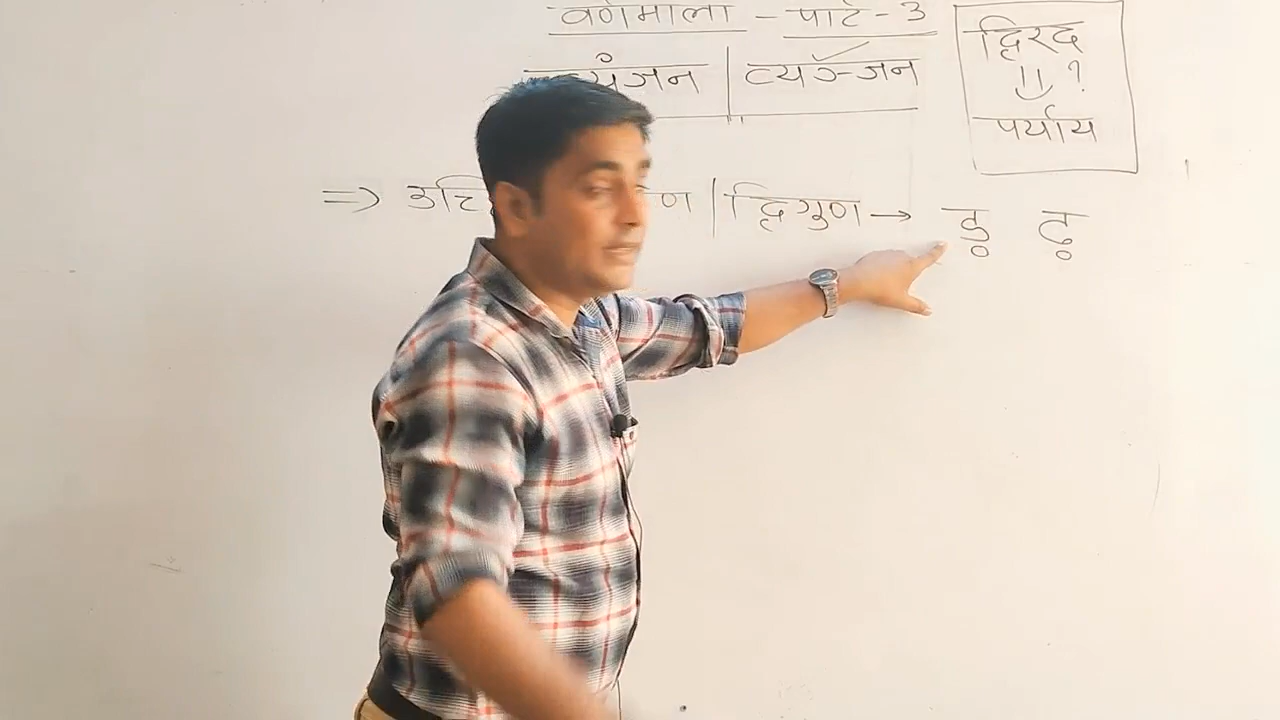 वर्णमाला - पार्ट - 3
व्यंजन | व्यञ्जन
=> | द्विगुण → ड़ ढ़
द्विरद
= ?
पर्याय